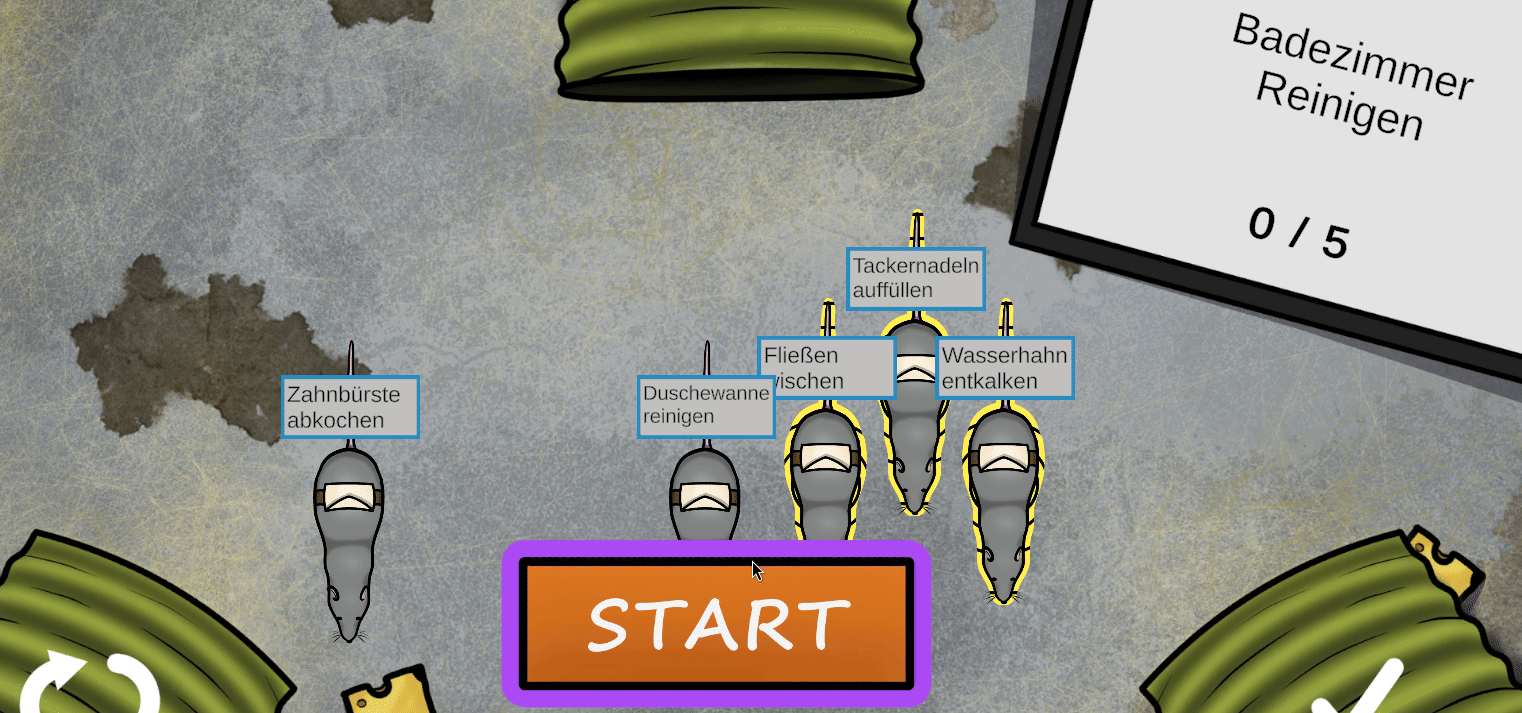 Badezimmer
Reinigen
0 / 5
Tackernadeln
auffüllen
Fließen
wischen
Wasserhahn
entkalken
Zahnbürste
abkochen
Duschewanne
reinigen
START